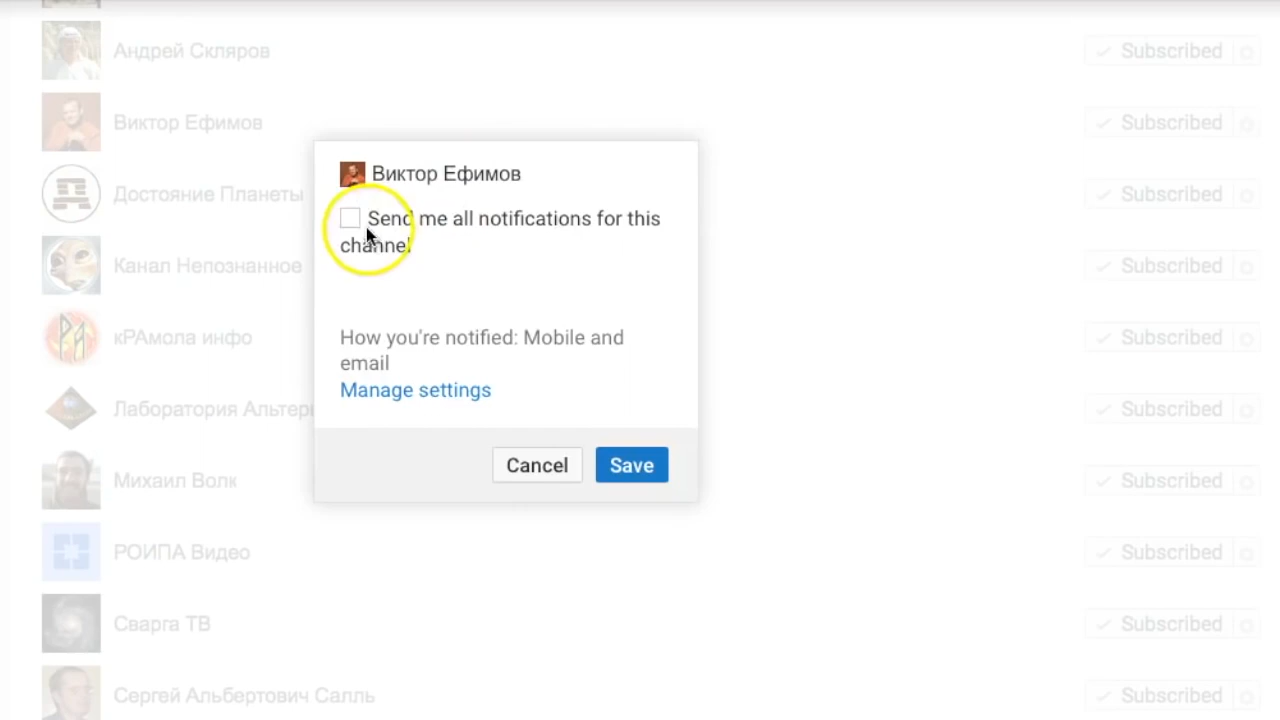 Андрей Скляров
Subscribed
Виктор Ефимов
Subscribed
Достояние Планеты
Subscribed
Канал Непознанное
Subscribed
кРАмола инфо
Subscribed
Лаборатория Альтер
Subscribed
Михаил Волк
Subscribed
РОИПА Видео
Subscribed
Сварга ТВ
Subscribed
Сергей Альбертович Салль
Subscribed
Виктор Ефимов
Send me all notifications for this
channel
How you're notified: Mobile and
email
Manage settings
Cancel
Save